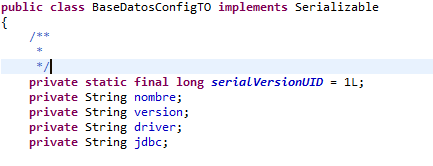 public class BaseDatosConfigTO implements Serializable
{
    /**
     *
     */
    private static final long serialVersionUID = 1L;
    private String nombre;
    private String version;
    private String driver;
    private String jdbc;